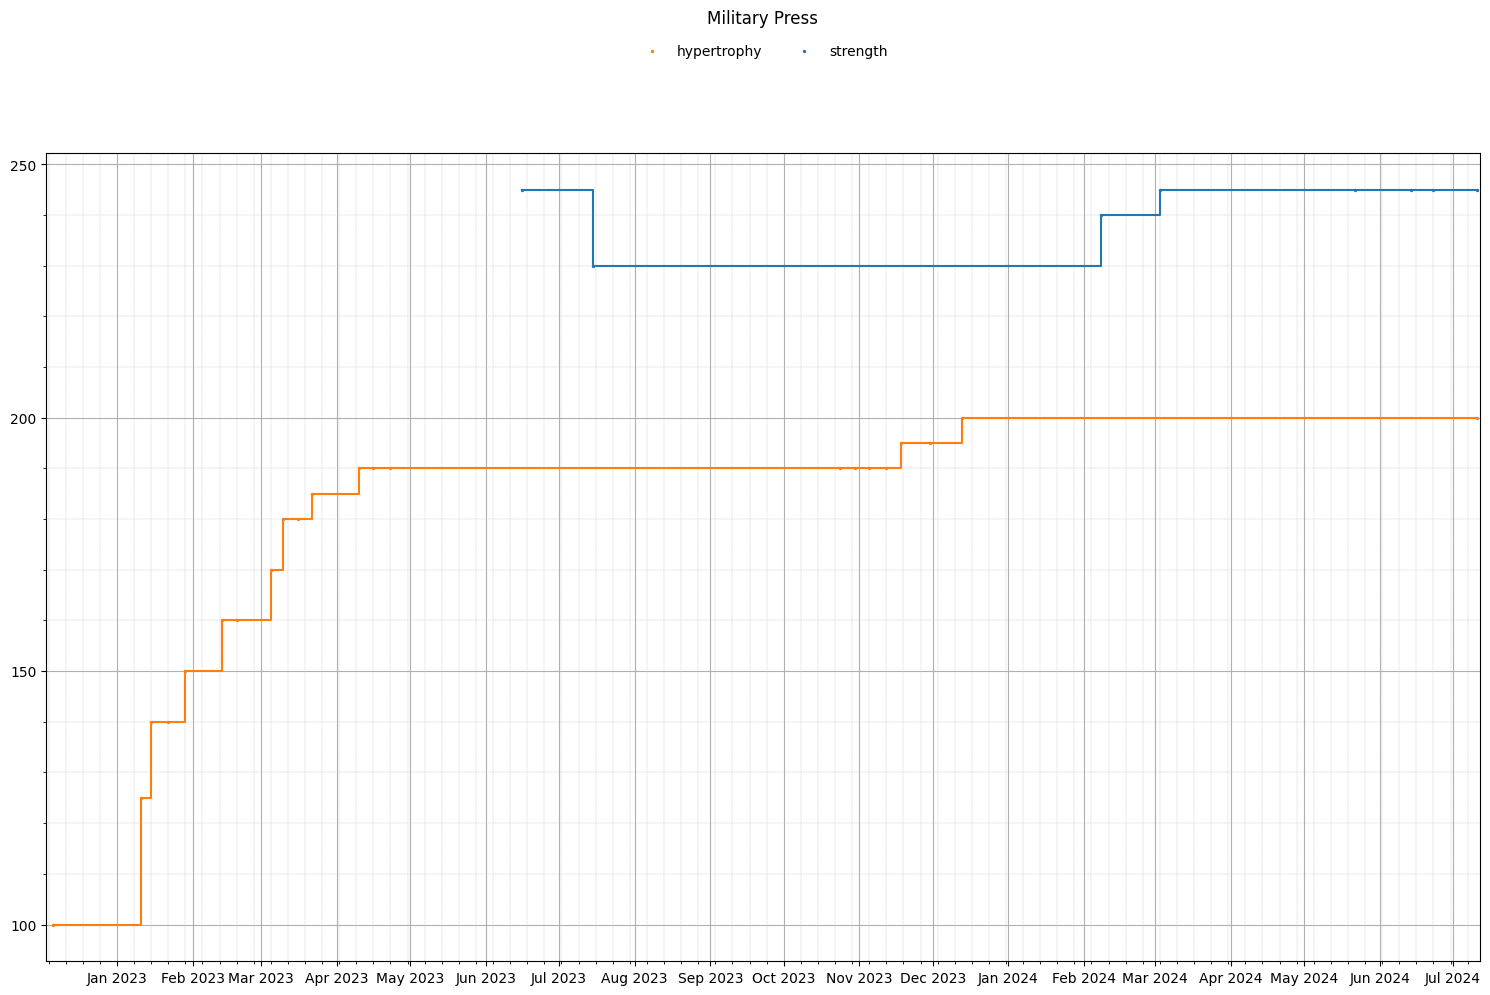 Military Press
hypertrophy strength
250
200
150
100
Jan 2023 Feb 2023 Mar 2023 Apr 2023 May 2023 Jun 2023 Jul 2023 Aug 2023 Sep 2023 Oct 2023 Nov 2023 Dec 2023 Jan 2024 Feb 2024 Mar 2024 Apr 2024 May 2024 Jun 2024 Jul 2024